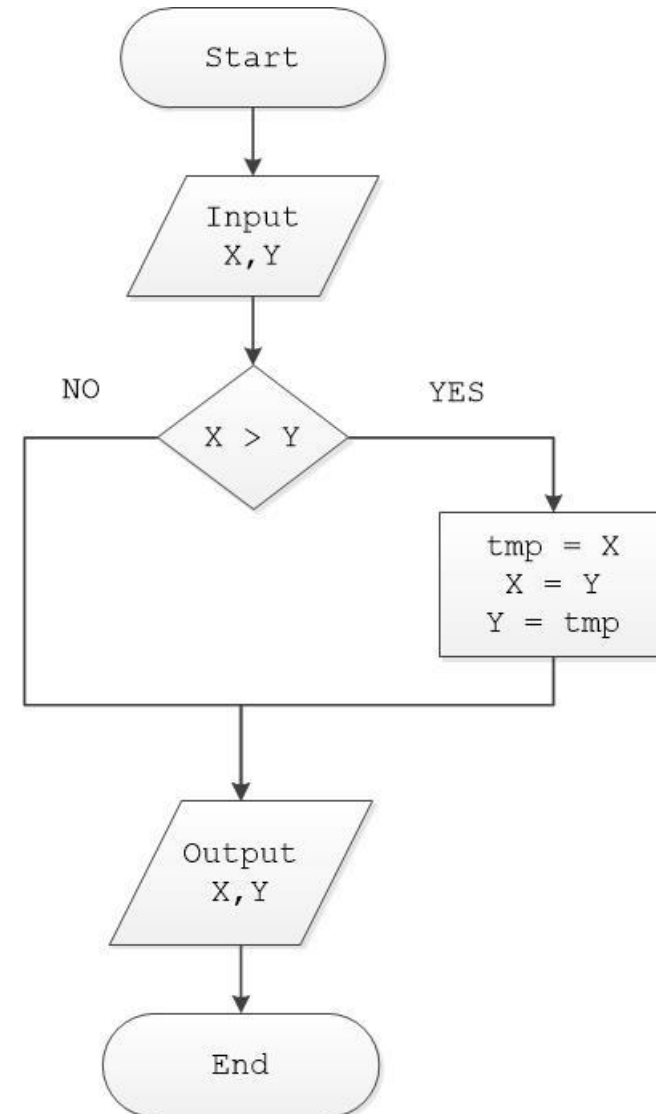 Start
Input
X,Y
NO
YES
X > Y
tmp = X
X = Y
Y = tmp
Output
X,Y
End